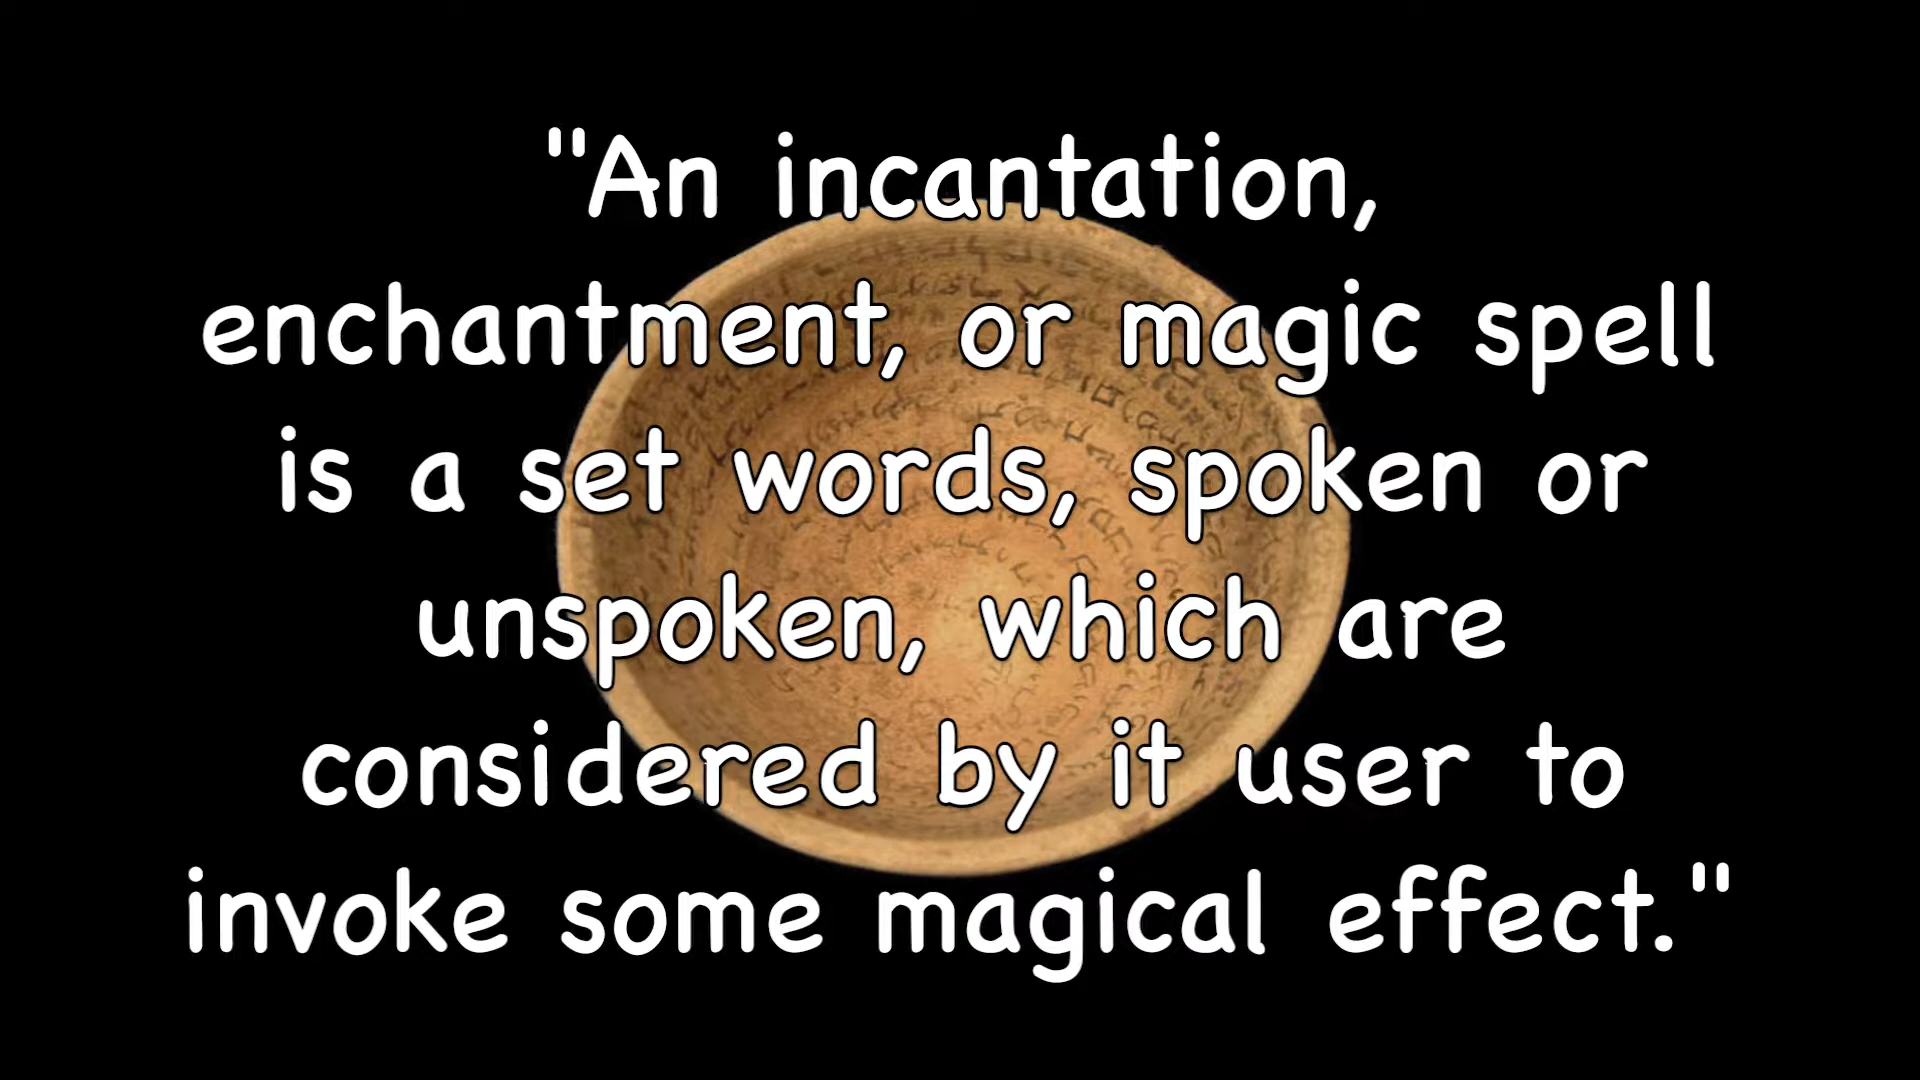 "An incantation,
enchantment, or magic spell
is a set words, spoken or
unspoken, which are
considered by it user to
invoke some magical effect."